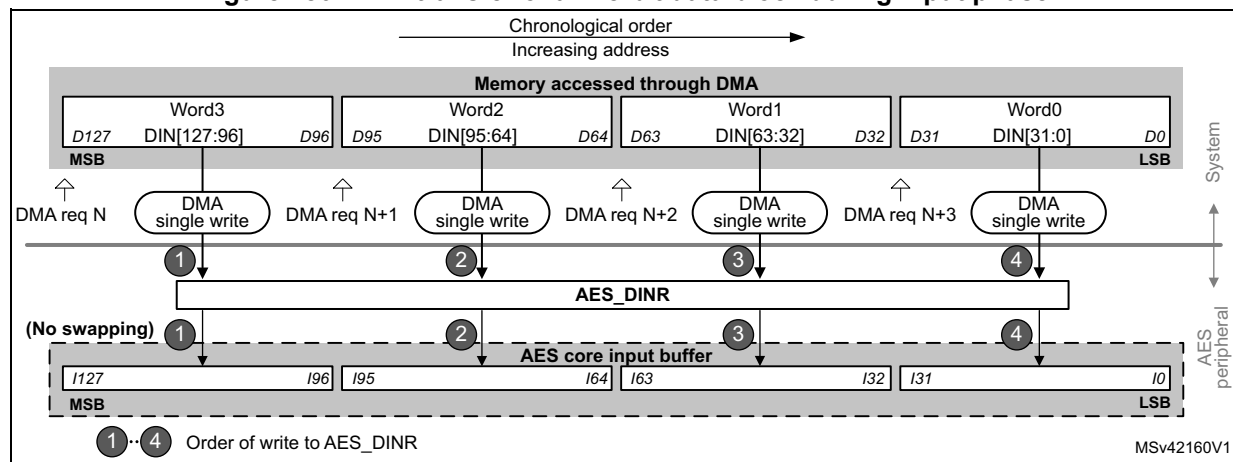 Chronological order
Increasing address
Memory accessed through DMA
Word3 Word2 Word1 Word0
D127 DIN[127:96] D96 D95 DIN[95:64] D64 D63 DIN[63:32] D32 D31 DIN[31:0] D0
MSB LSB
System
DMA req N DMA single write DMA req N+1 DMA single write DMA req N+2 DMA single write DMA req N+3 DMA single write
1 2 3 4
AES_DINR
(No swapping) 1 2 3 4
AES peripheral
AES core input buffer
I127 I96 I95 I64 I63 I32 I31 I0
MSB LSB
1··4 Order of write to AES_DINR
MSv42160V1